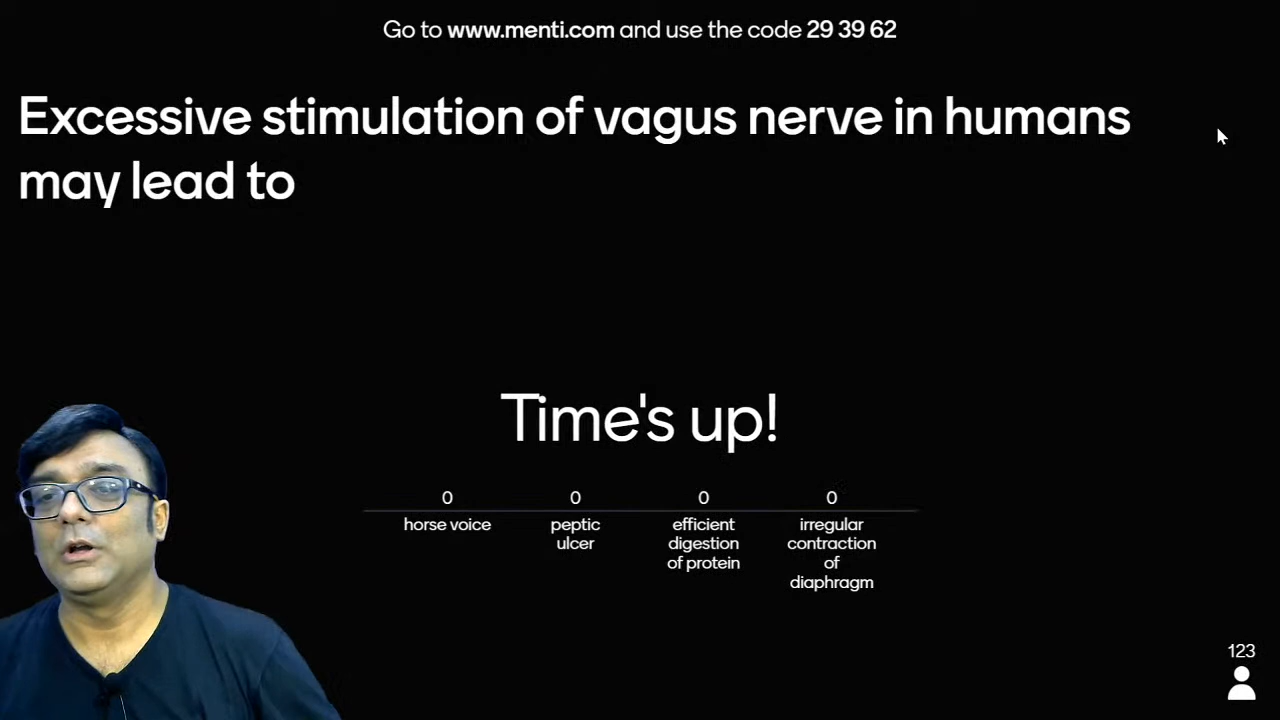 Go to www.menti.com and use the code 29 39 62
Excessive stimulation of vagus nerve in humans
may lead to
Time's up!
0
0
0
0
horse voice
peptic
ulcer
efficient
digestion
of protein
irregular
contraction
of
diaphragm
123